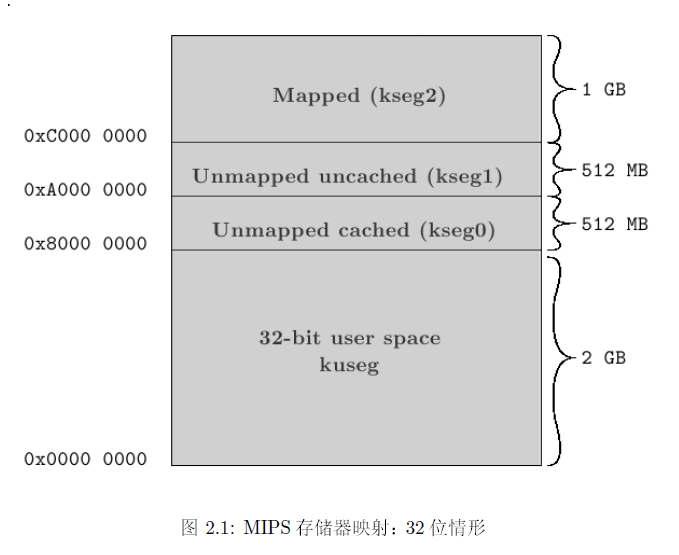 Mapped (kseg2)
1 GB
0xC000 0000
Unmapped uncached (kseg1)
512 MB
0xA000 0000
Unmapped cached (kseg0)
512 MB
0x8000 0000
32-bit user space
kuseg
2 GB
0x0000 0000
图 2.1: MIPS 存储器映射：32 位情形